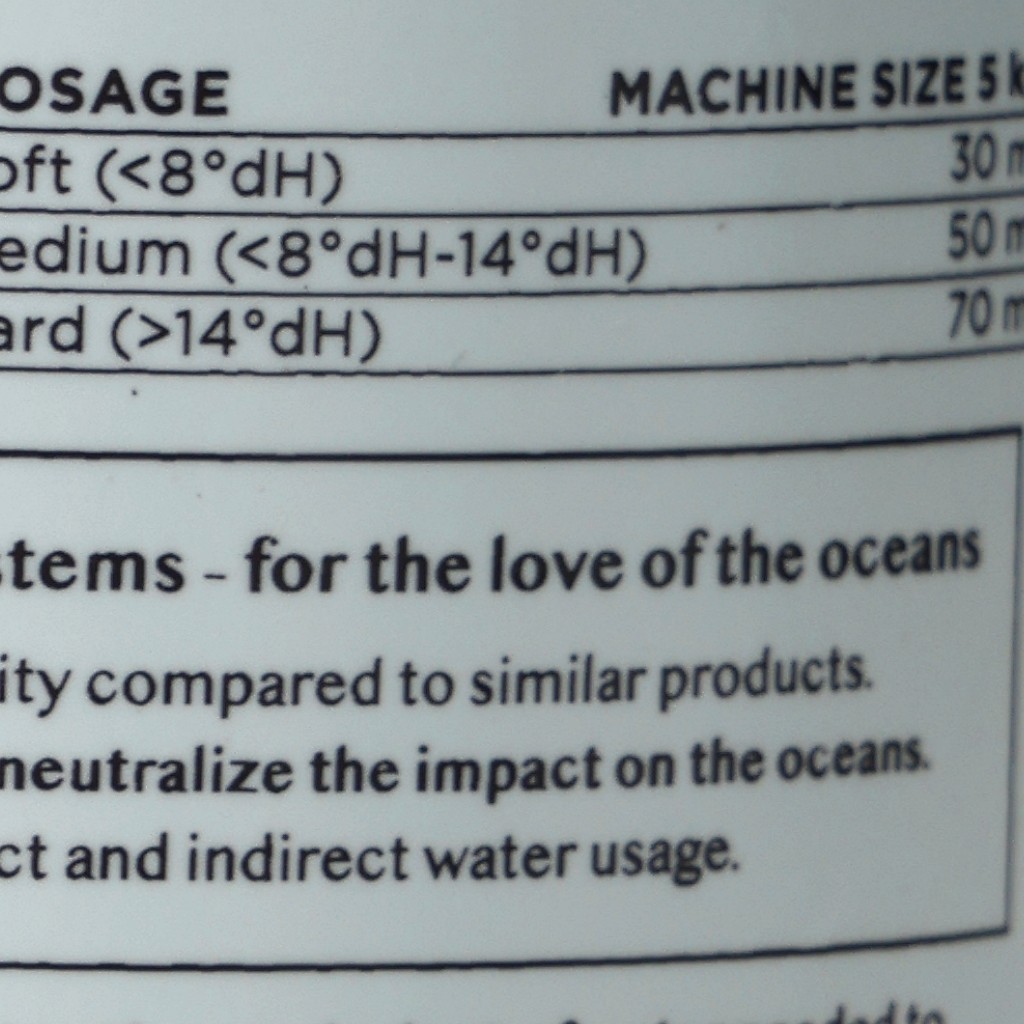 OSAGE MACHINE SIZE 5 k
oft (<8°dH) 30 m
edium (<8°dH-14°dH) 50 m
ard (>14°dH) 70 m
stems - for the love of the oceans
ity compared to similar products.
neutralize the impact on the oceans.
ct and indirect water usage.